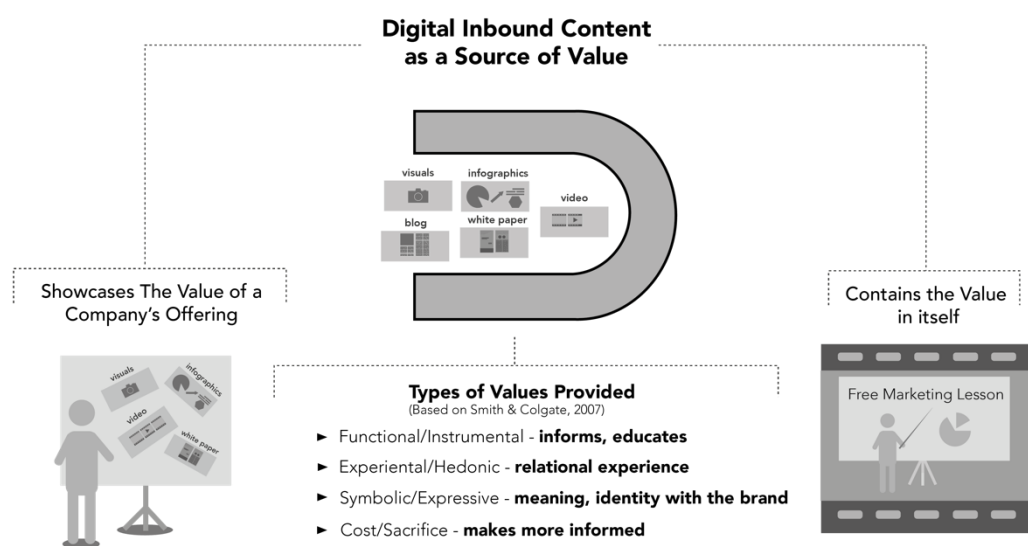 Digital Inbound Content
as a Source of Value
visuals
infographics
video
blog
white paper
Showcases The Value of a
Company's Offering
visuals
infographics
video
white paper
Contains the Value
in itself
Free Marketing Lesson
Types of Values Provided
(Based on Smith & Colgate, 2007)
► Functional/Instrumental - informs, educates
► Experiental/Hedonic - relational experience
► Symbolic/Expressive - meaning, identity with the brand
► Cost/Sacrifice - makes more informed